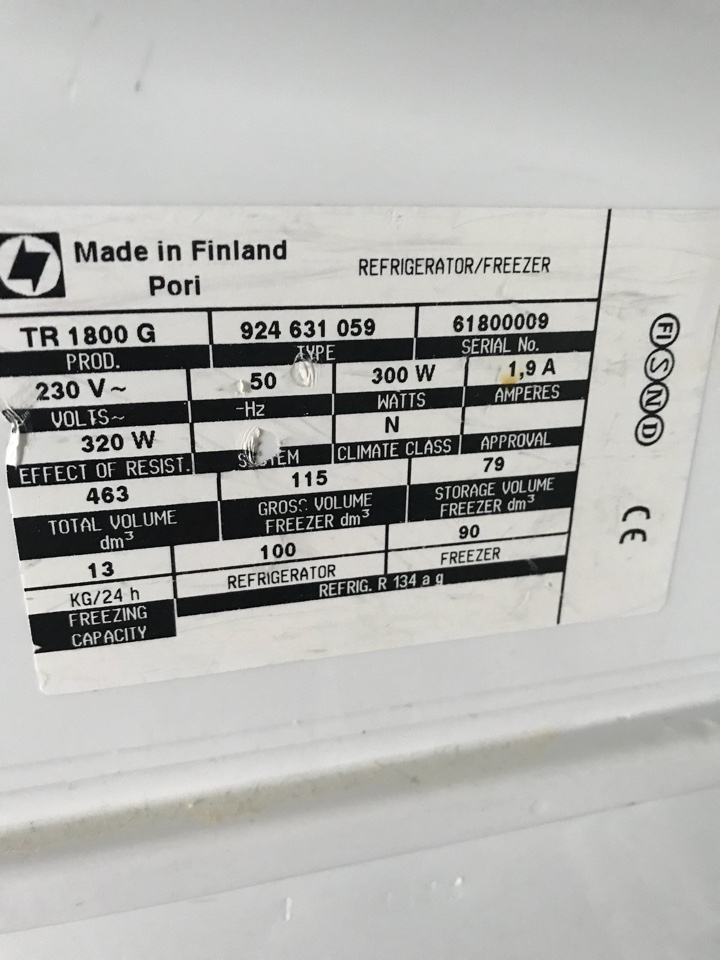 Made in Finland
Pori
REFRIGERATOR/FREEZER
TR 1800 G 924 631 059 61800009
PROD. TYPE SERIAL No.
230 V~ 50 300 W 1,9 A
VOLTS~ -Hz WATTS AMPERES
320 W N
EFFECT OF RESIST. SYSTEM CLIMATE CLASS APPROVAL
463 115 79
TOTAL VOLUME dm³ GROSS VOLUME FREEZER dm³ STORAGE VOLUME FREEZER dm³
13 100 90
KG/24 h REFRIGERATOR FREEZER
FREEZING CAPACITY REFRIG. R 134 a g
FI S N D
CE